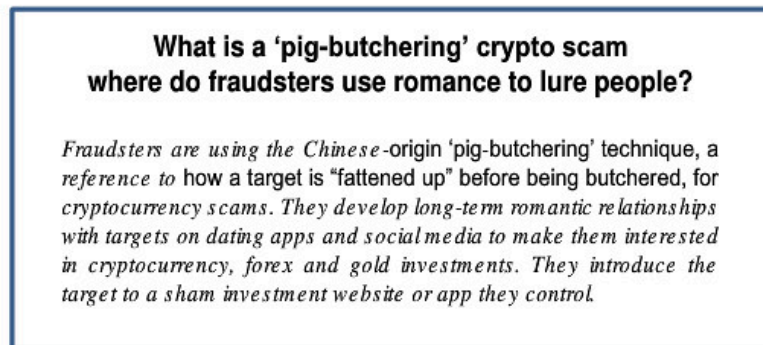 What is a ‘pig-butchering’ crypto scam
where do fraudsters use romance to lure people?
Fraudsters are using the Chinese-origin ‘pig-butchering’ technique, a
reference to how a target is “fattened up” before being butchered, for
cryptocurrency scams. They develop long-term romantic relationships
with targets on dating apps and social media to make them interested
in cryptocurrency, forex and gold investments. They introduce the
target to a sham investment website or app they control.